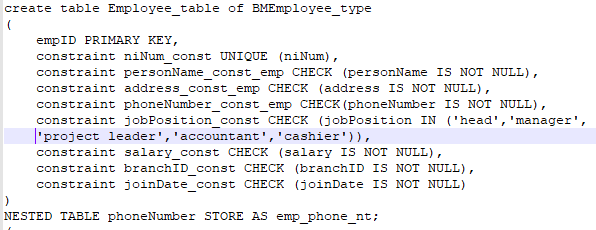 create table Employee_table of BMEmployee_type
(
empID PRIMARY KEY,
constraint niNum_const UNIQUE (niNum),
constraint personName_const_emp CHECK (personName IS NOT NULL),
constraint address_const_emp CHECK (address IS NOT NULL),
constraint phoneNumber_const_emp CHECK(phoneNumber IS NOT NULL),
constraint jobPosition_const CHECK (jobPosition IN ('head','manager',
'project leader','accountant','cashier')),
constraint salary_const CHECK (salary IS NOT NULL),
constraint branchID_const CHECK (branchID IS NOT NULL),
constraint joinDate_const CHECK (joinDate IS NOT NULL)
)
NESTED TABLE phoneNumber STORE AS emp_phone_nt;